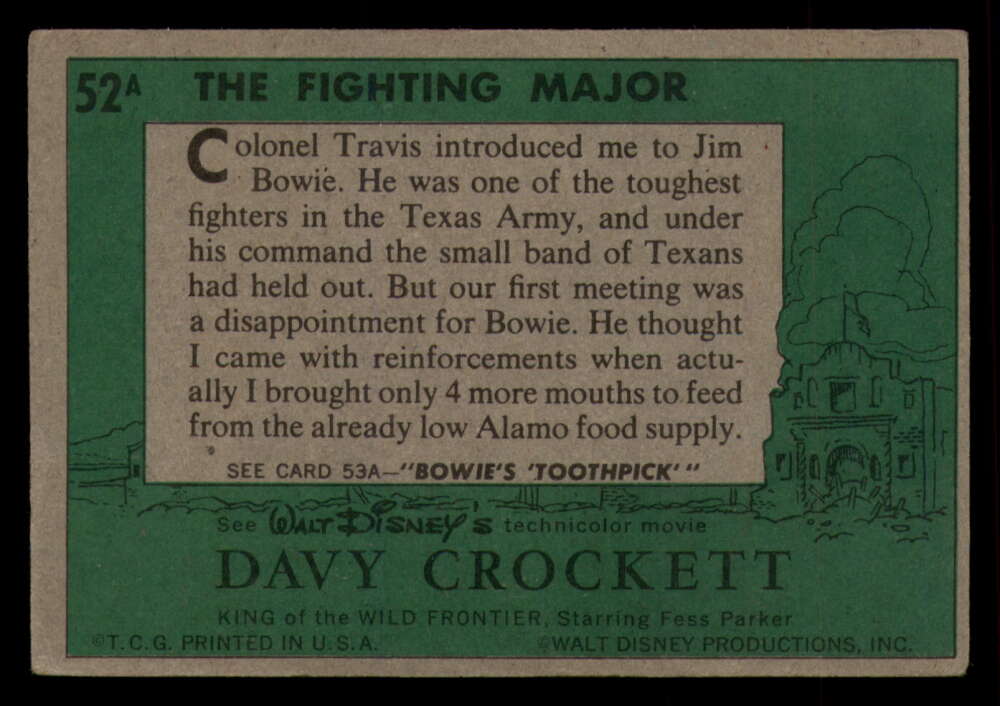 52A THE FIGHTING MAJOR
Colonel Travis introduced me to Jim
Bowie. He was one of the toughest
fighters in the Texas Army, and under
his command the small band of Texans
had held out. But our first meeting was
a disappointment for Bowie. He thought
I came with reinforcements when actu-
ally I brought only 4 more mouths to feed
from the already low Alamo food supply.
SEE CARD 53A—"BOWIE'S 'TOOTHPICK' "
See WALT DISNEY'S technicolor movie
DAVY CROCKETT
KING of the WILD FRONTIER, Starring Fess Parker
©T.C.G. PRINTED IN U.S.A. ©WALT DISNEY PRODUCTIONS, INC.